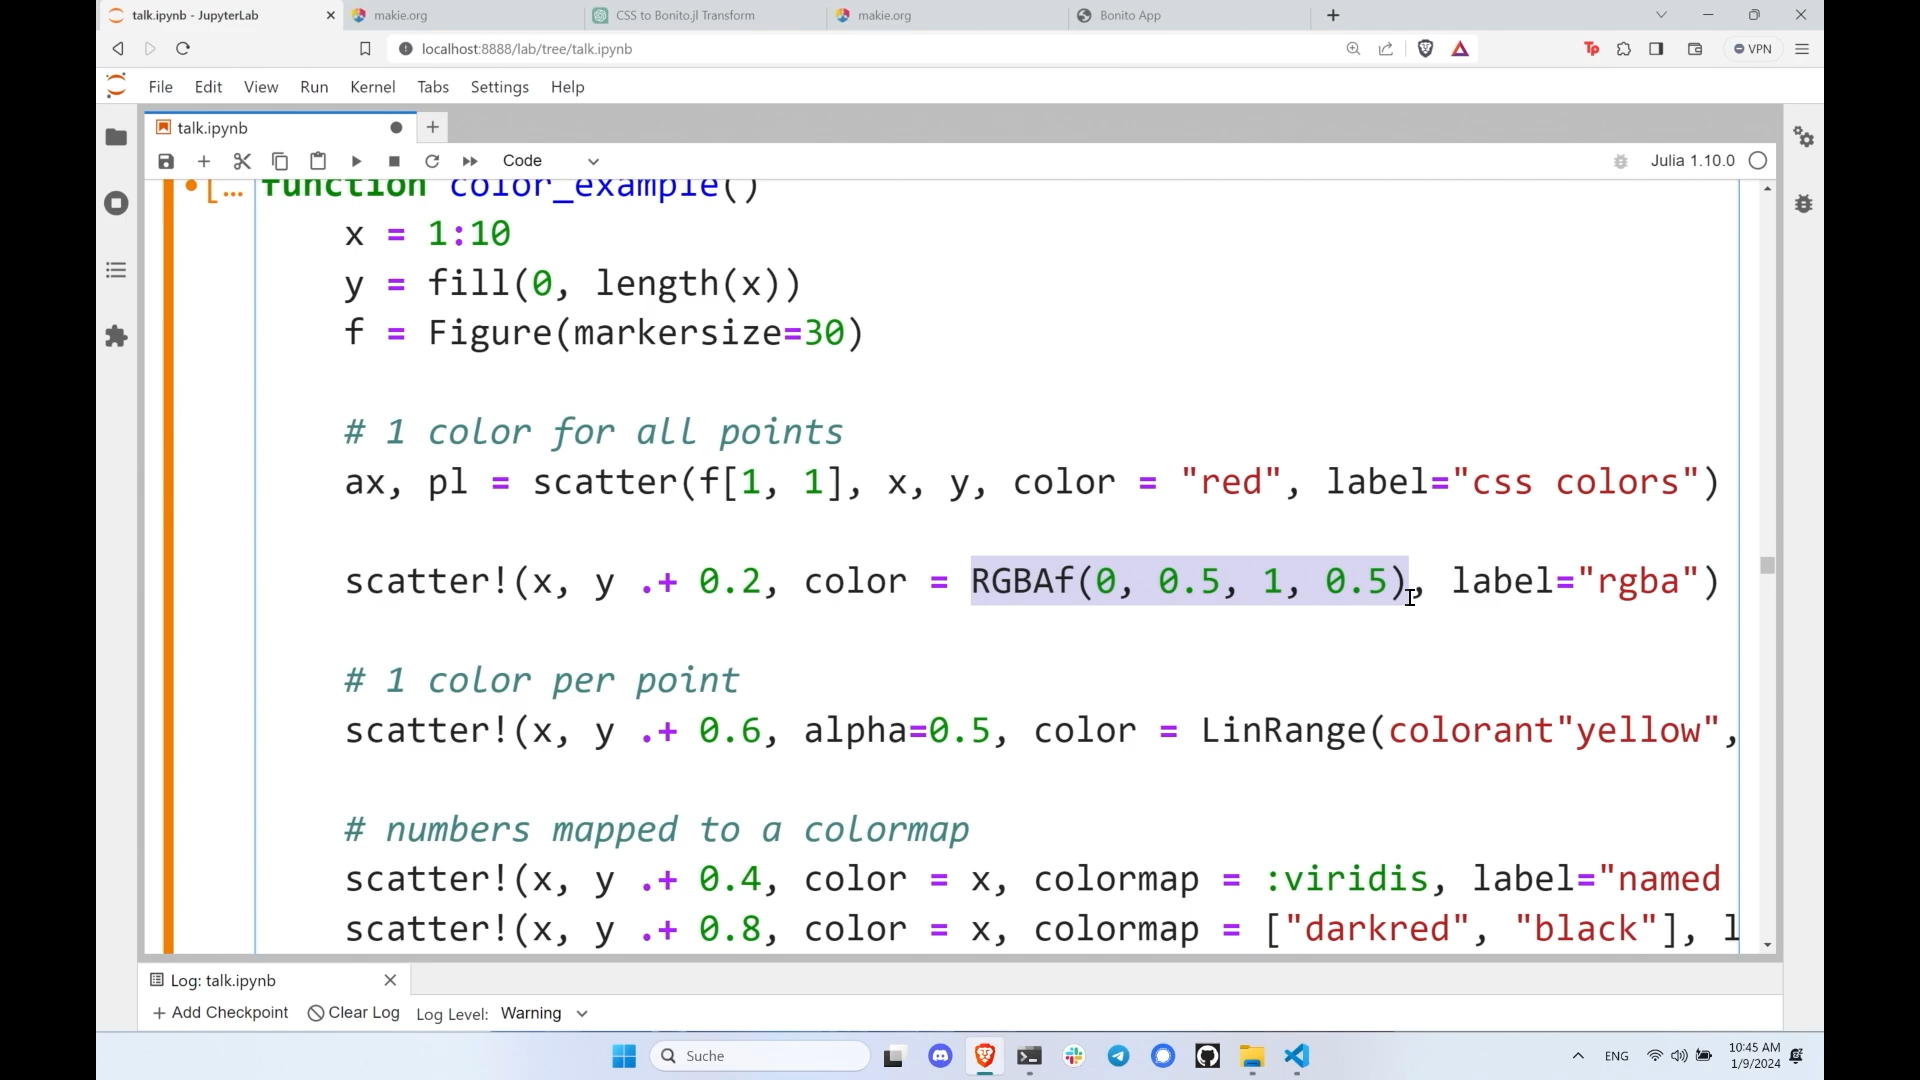 talk.ipynb - JupyterLab
makie.org
CSS to Bonito.jl Transform
makie.org
Bonito App
localhost:8888/lab/tree/talk.ipynb
Tp
VPN
File Edit View Run Kernel Tabs Settings Help
talk.ipynb
Code
Julia 1.10.0
[… function color_example()
x = 1:10
y = fill(0, length(x))
f = Figure(markersize=30)
# 1 color for all points
ax, pl = scatter(f[1, 1], x, y, color = "red", label="css colors")
scatter!(x, y .+ 0.2, color = RGBAf(0, 0.5, 1, 0.5), label="rgba")
# 1 color per point
scatter!(x, y .+ 0.6, alpha=0.5, color = LinRange(colorant"yellow",
# numbers mapped to a colormap
scatter!(x, y .+ 0.4, color = x, colormap = :viridis, label="named
scatter!(x, y .+ 0.8, color = x, colormap = ["darkred", "black"], l
Log: talk.ipynb
Add Checkpoint Clear Log Log Level: Warning
Suche
ENG
10:45 AM
1/9/2024